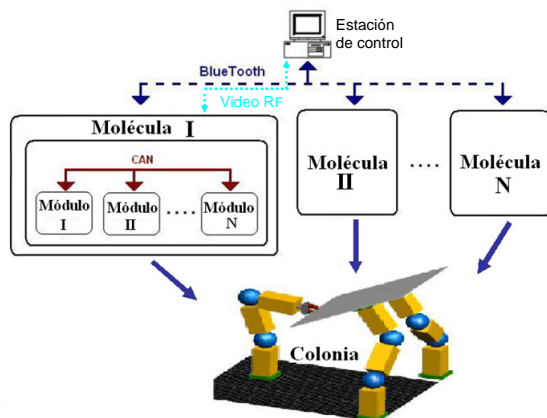 Estación
de control
BlueTooth
Video RF
Molécula I
CAN
Módulo
I
Módulo
II
....
Módulo
N
Molécula
II
....
Molécula
N
Colonia